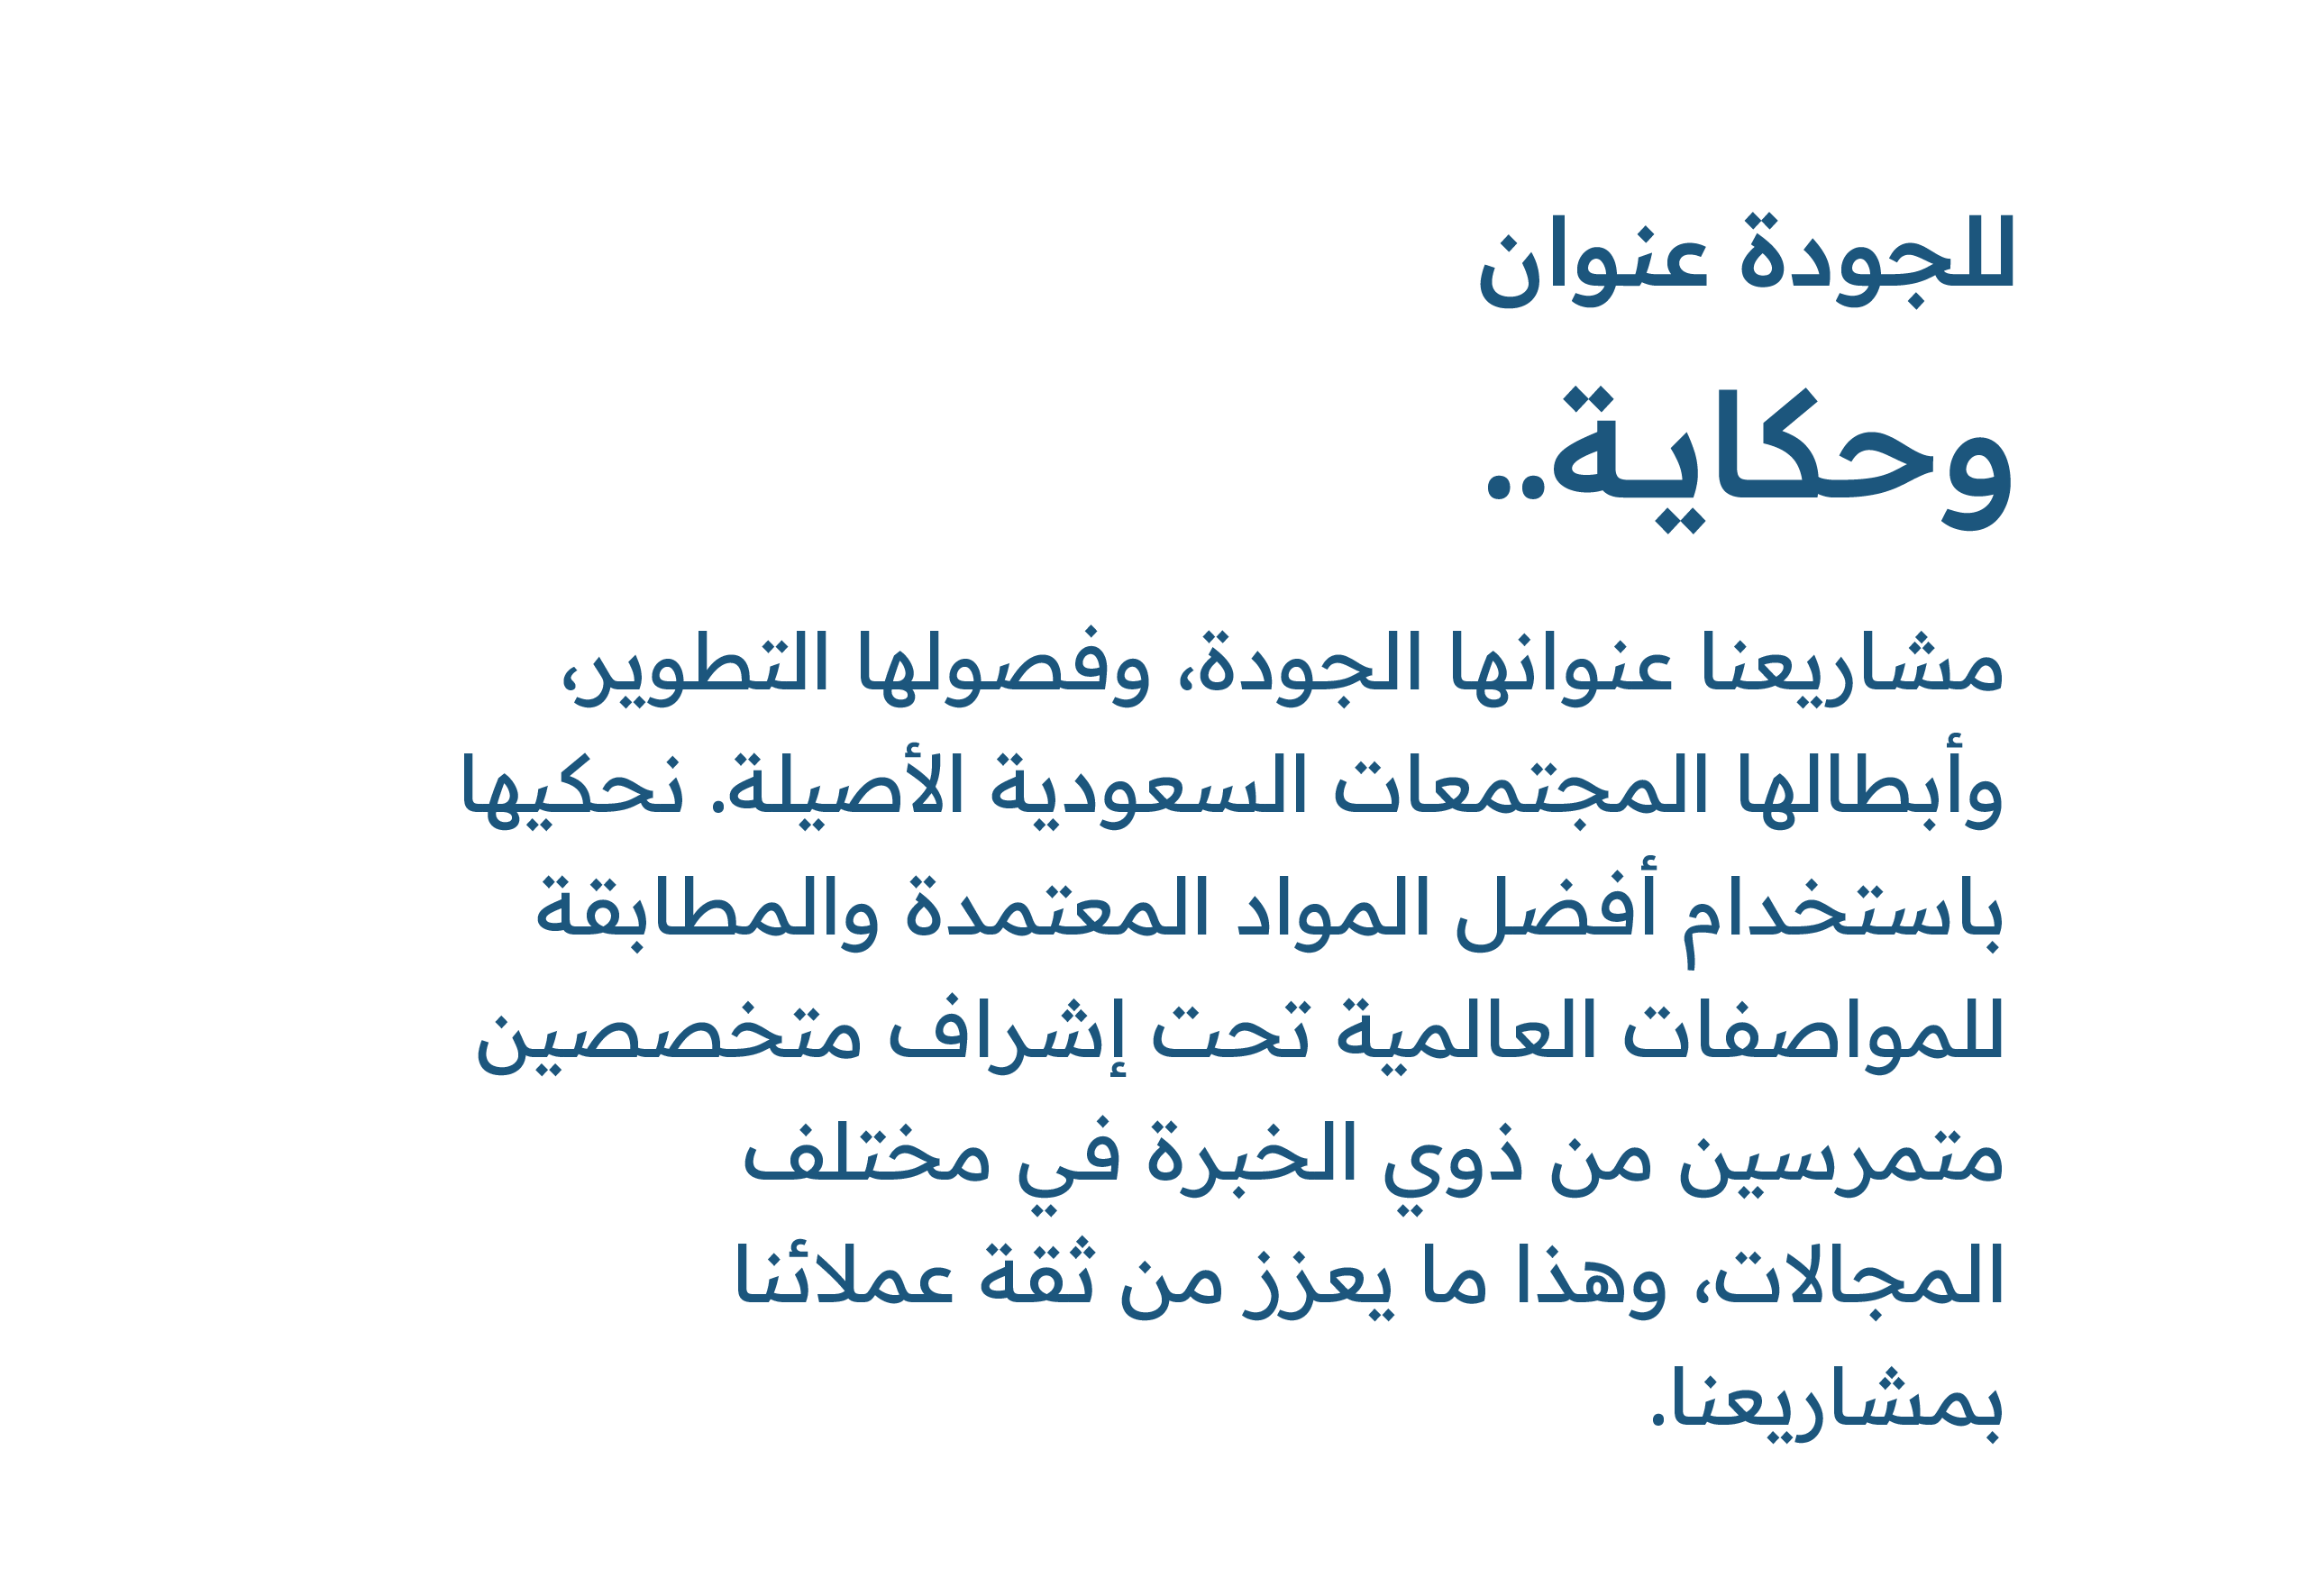 للجودة عنوان
وحكاية..
مشاريعنا عنوانها الجودة، وفصولها التطوير،
وأبطالها المجتمعات السعودية الأصيلة. نحكيها
باستخدام أفضل المواد المعتمدة والمطابقة
للمواصفات العالمية تحت إشراف متخصصين
متمرسين من ذوي الخبرة في مختلف
المجالات، وهذا ما يعزز من ثقة عملائنا
بمشاريعنا.